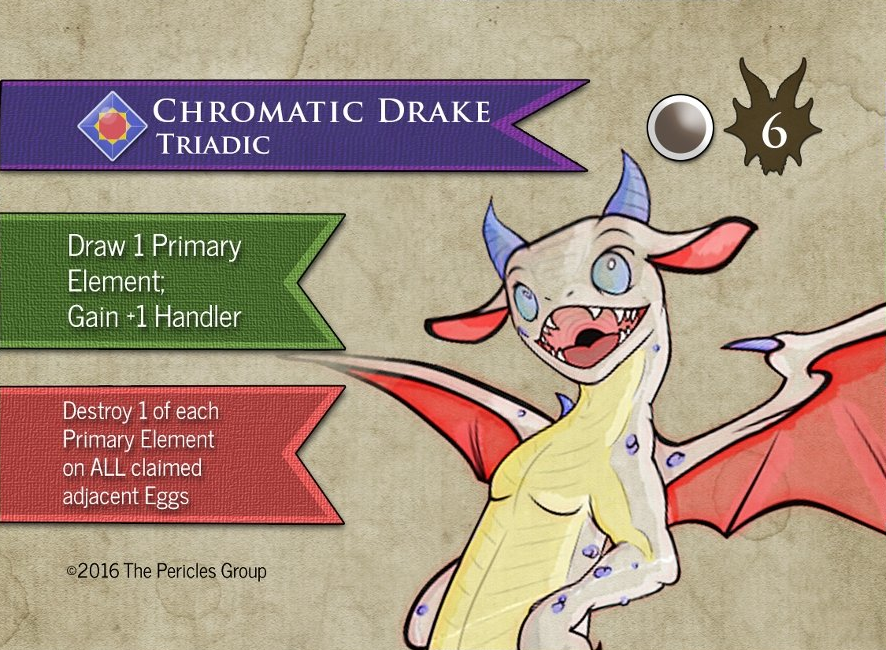 Chromatic Drake
Triadic
6
Draw 1 Primary
Element;
Gain +1 Handler
Destroy 1 of each
Primary Element
on ALL claimed
adjacent Eggs
©2016 The Pericles Group